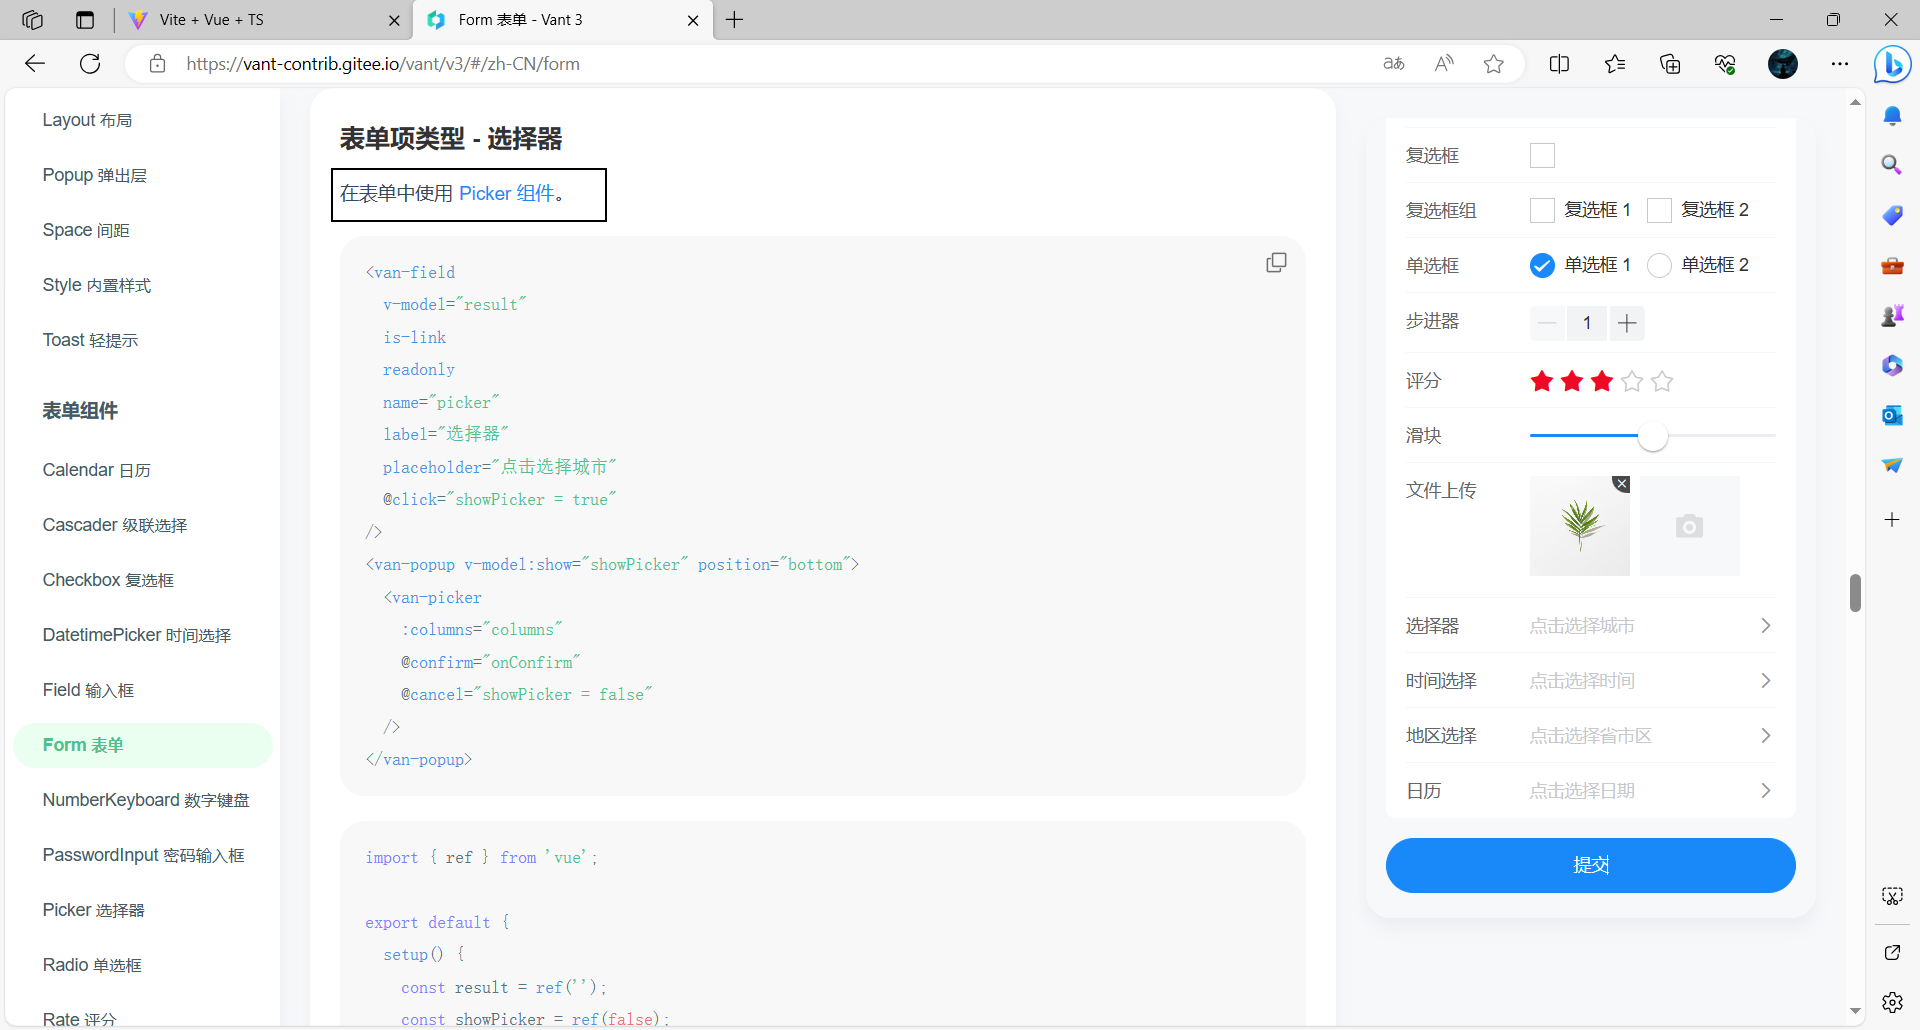 Vite + Vue + TS
Form 表单 - Vant 3
https://vant-contrib.gitee.io/vant/v3/#/zh-CN/form
Layout 布局
Popup 弹出层
Space 间距
Style 内置样式
Toast 轻提示
表单组件
Calendar 日历
Cascader 级联选择
Checkbox 复选框
DatetimePicker 时间选择
Field 输入框
Form 表单
NumberKeyboard 数字键盘
PasswordInput 密码输入框
Picker 选择器
Radio 单选框
Rate 评分
表单项类型 - 选择器
在表单中使用 Picker 组件。
<van-field
v-model="result"
is-link
readonly
name="picker"
label="选择器"
placeholder="点击选择城市"
@click="showPicker = true"
/>
<van-popup v-model:show="showPicker" position="bottom">
<van-picker
:columns="columns"
@confirm="onConfirm"
@cancel="showPicker = false"
/>
</van-popup>
import { ref } from 'vue';
export default {
setup() {
const result = ref('');
const showPicker = ref(false);
复选框
复选框组 复选框 1 复选框 2
单选框 单选框 1 单选框 2
步进器 1
评分
滑块
文件上传
选择器 点击选择城市
时间选择 点击选择时间
地区选择 点击选择省市区
日历 点击选择日期
提交